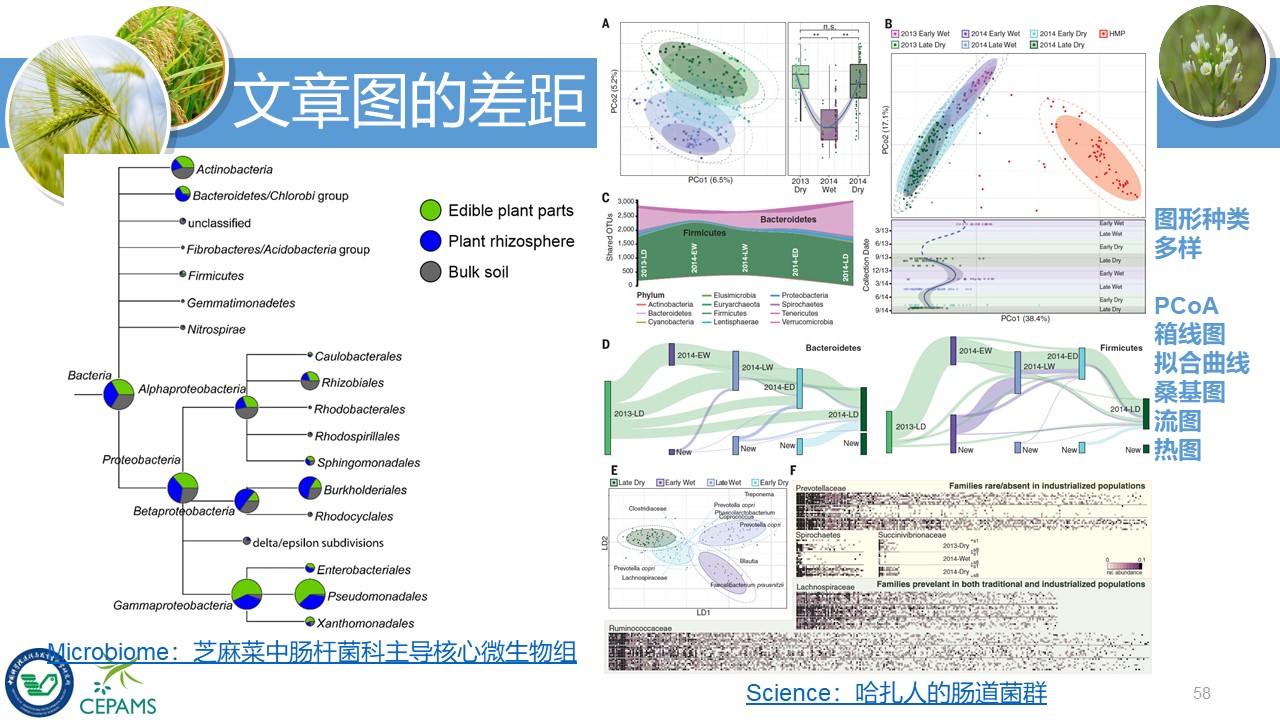 文章图的差距
Actinobacteria
Bacteroidetes/Chlorobi group
unclassified
Fibrobacteres/Acidobacteria group
Firmicutes
Gemmatimonadetes
Nitrospirae
Edible plant parts
Plant rhizosphere
Bulk soil
Bacteria
Caulobacterales
Alphaproteobacteria
Rhizobiales
Rhodobacterales
Rhodospirillales
Sphingomonadales
Proteobacteria
Burkholderiales
Betaproteobacteria
Rhodocyclales
delta/epsilon subdivisions
Enterobacteriales
Pseudomonadales
Gammaproteobacteria
Xanthomonadales
Microbiome：芝麻菜中肠杆菌科主导核心微生物组
CEPAMS
A
PCo2 (5.2%)
PCo1 (6.5%)
n.s.
** **
2013 Dry
2014 Wet
2014 Dry
B
2013 Early Wet
2014 Early Wet
2014 Early Dry
HMP
2013 Late Dry
2014 Late Wet
2014 Late Dry
PCo2 (17.1%)
Collection Date
3/13
6/13
9/13
12/13
3/14
6/14
9/14
Early Wet
Late Wet
Early Dry
Late Dry
Early Wet
Late Wet
Early Dry
Late Dry
PCo1 (38.4%)
C
Shared OTUs
3,000
2,500
2,000
1,500
1,000
500
0
Bacteroidetes
Firmicutes
2013-LD
2014-EW
2014-LW
2014-ED
2014-LD
Phylum
Actinobacteria
Bacteroidetes
Cyanobacteria
Elusimicrobia
Euryarchaeota
Firmicutes
Lentisphaerae
Proteobacteria
Spirochaetes
Tenericutes
Verrucomicrobia
D
Bacteroidetes
2013-LD
2014-EW
2014-LW
2014-ED
2014-LD
New
New
New
New
Firmicutes
2013-LD
2014-EW
2014-LW
2014-ED
2014-LD
New
New
New
New
E
Late Dry
Early Wet
Late Wet
Early Dry
LD2
LD1
Treponema
Clostridiaceae
Prevotella copri
Phascolarctobacterium
Coprococcus
Prevotella copri
Prevotella copri
Lachnospiraceae
Blautia
Faecalibacterium prausnitzii
F
Families rare/absent in industrialized populations
Prevotellaceae
Spirochaetes
Succinivibrionaceae
2013-Dry
2014-Wet
2014-Dry
0 0.1
rel. abundance
Families prevelant in both traditional and industrialized populations
Lachnospiraceae
Ruminococcaceae
图形种类
多样
PCoA
箱线图
拟合曲线
桑基图
流图
热图
Science：哈扎人的肠道菌群
58